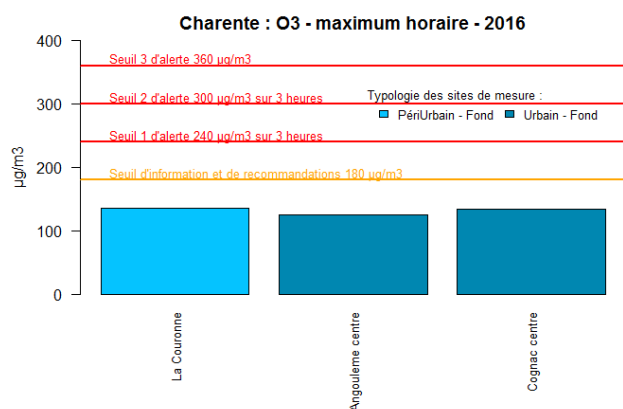 Charente : O3 - maximum horaire - 2016
400
300
200
100
0
µg/m3
Seuil 3 d'alerte 360 µg/m3
Seuil 2 d'alerte 300 µg/m3 sur 3 heures
Seuil 1 d'alerte 240 µg/m3 sur 3 heures
Seuil d'information et de recommandations 180 µg/m3
Typologie des sites de mesure :
PériUrbain - Fond
Urbain - Fond
La Couronne
Angouleme centre
Cognac centre